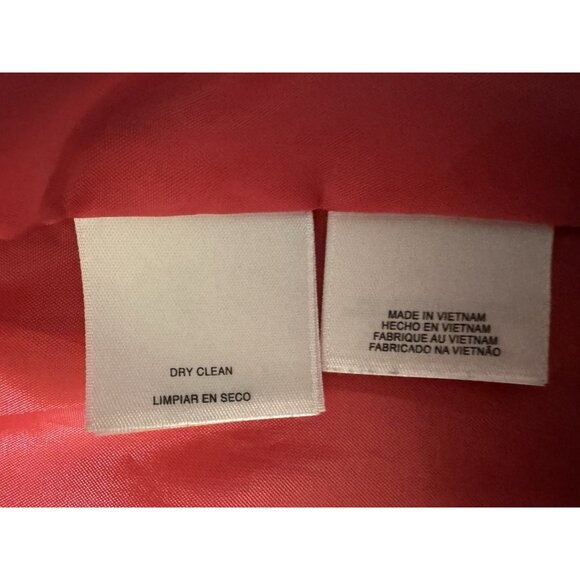 DRY CLEAN
LIMPIAR EN SECO
MADE IN VIETNAM
HECHO EN VIETNAM
FABRIQUE AU VIETNAM
FABRICADO NA VIETNÃO